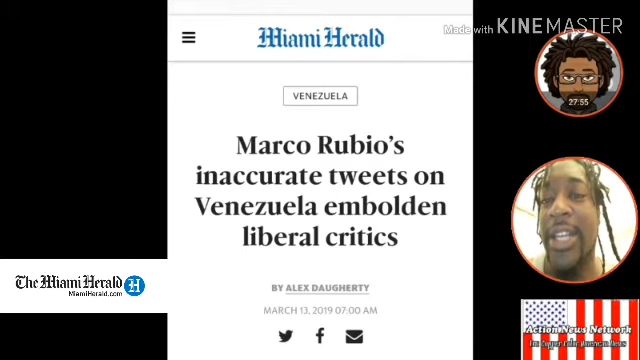 Miami Herald
Made with KINEMASTER
VENEZUELA
27:55
Marco Rubio's
inaccurate tweets on
Venezuela embolden
liberal critics
The Miami Herald H
MiamiHerald.com
BY ALEX DAUGHERTY
MARCH 13, 2019 07:00 AM
Action News Network